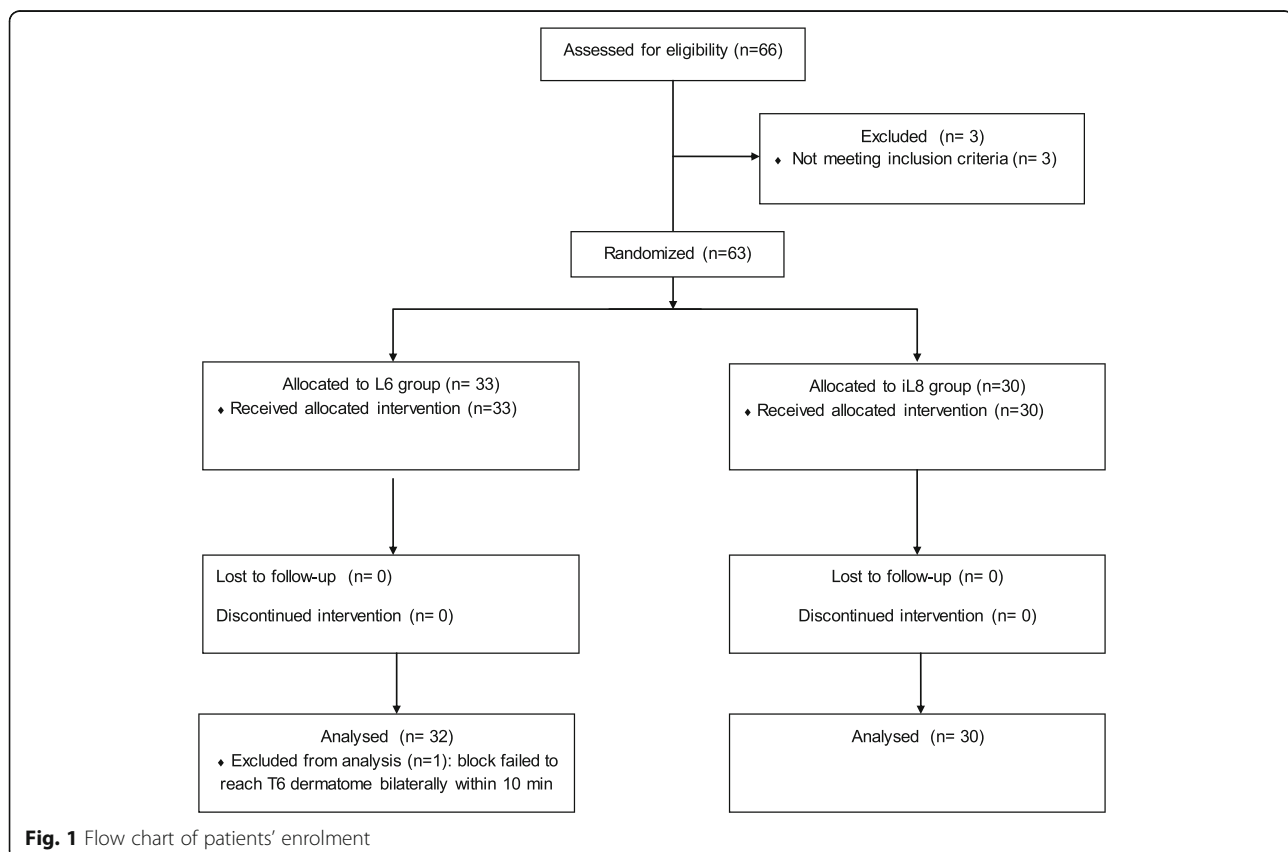 Assessed for eligibility (n=66)
Excluded (n= 3)
♦ Not meeting inclusion criteria (n= 3)
Randomized (n=63)
Allocated to L6 group (n= 33)
♦ Received allocated intervention (n=33)
Allocated to iL8 group (n=30)
♦ Received allocated intervention (n=30)
Lost to follow-up (n= 0)
Discontinued intervention (n= 0)
Lost to follow-up (n= 0)
Discontinued intervention (n= 0)
Analysed (n= 32)
♦ Excluded from analysis (n=1): block failed to
reach T6 dermatome bilaterally within 10 min
Analysed (n= 30)
Fig. 1 Flow chart of patients’ enrolment